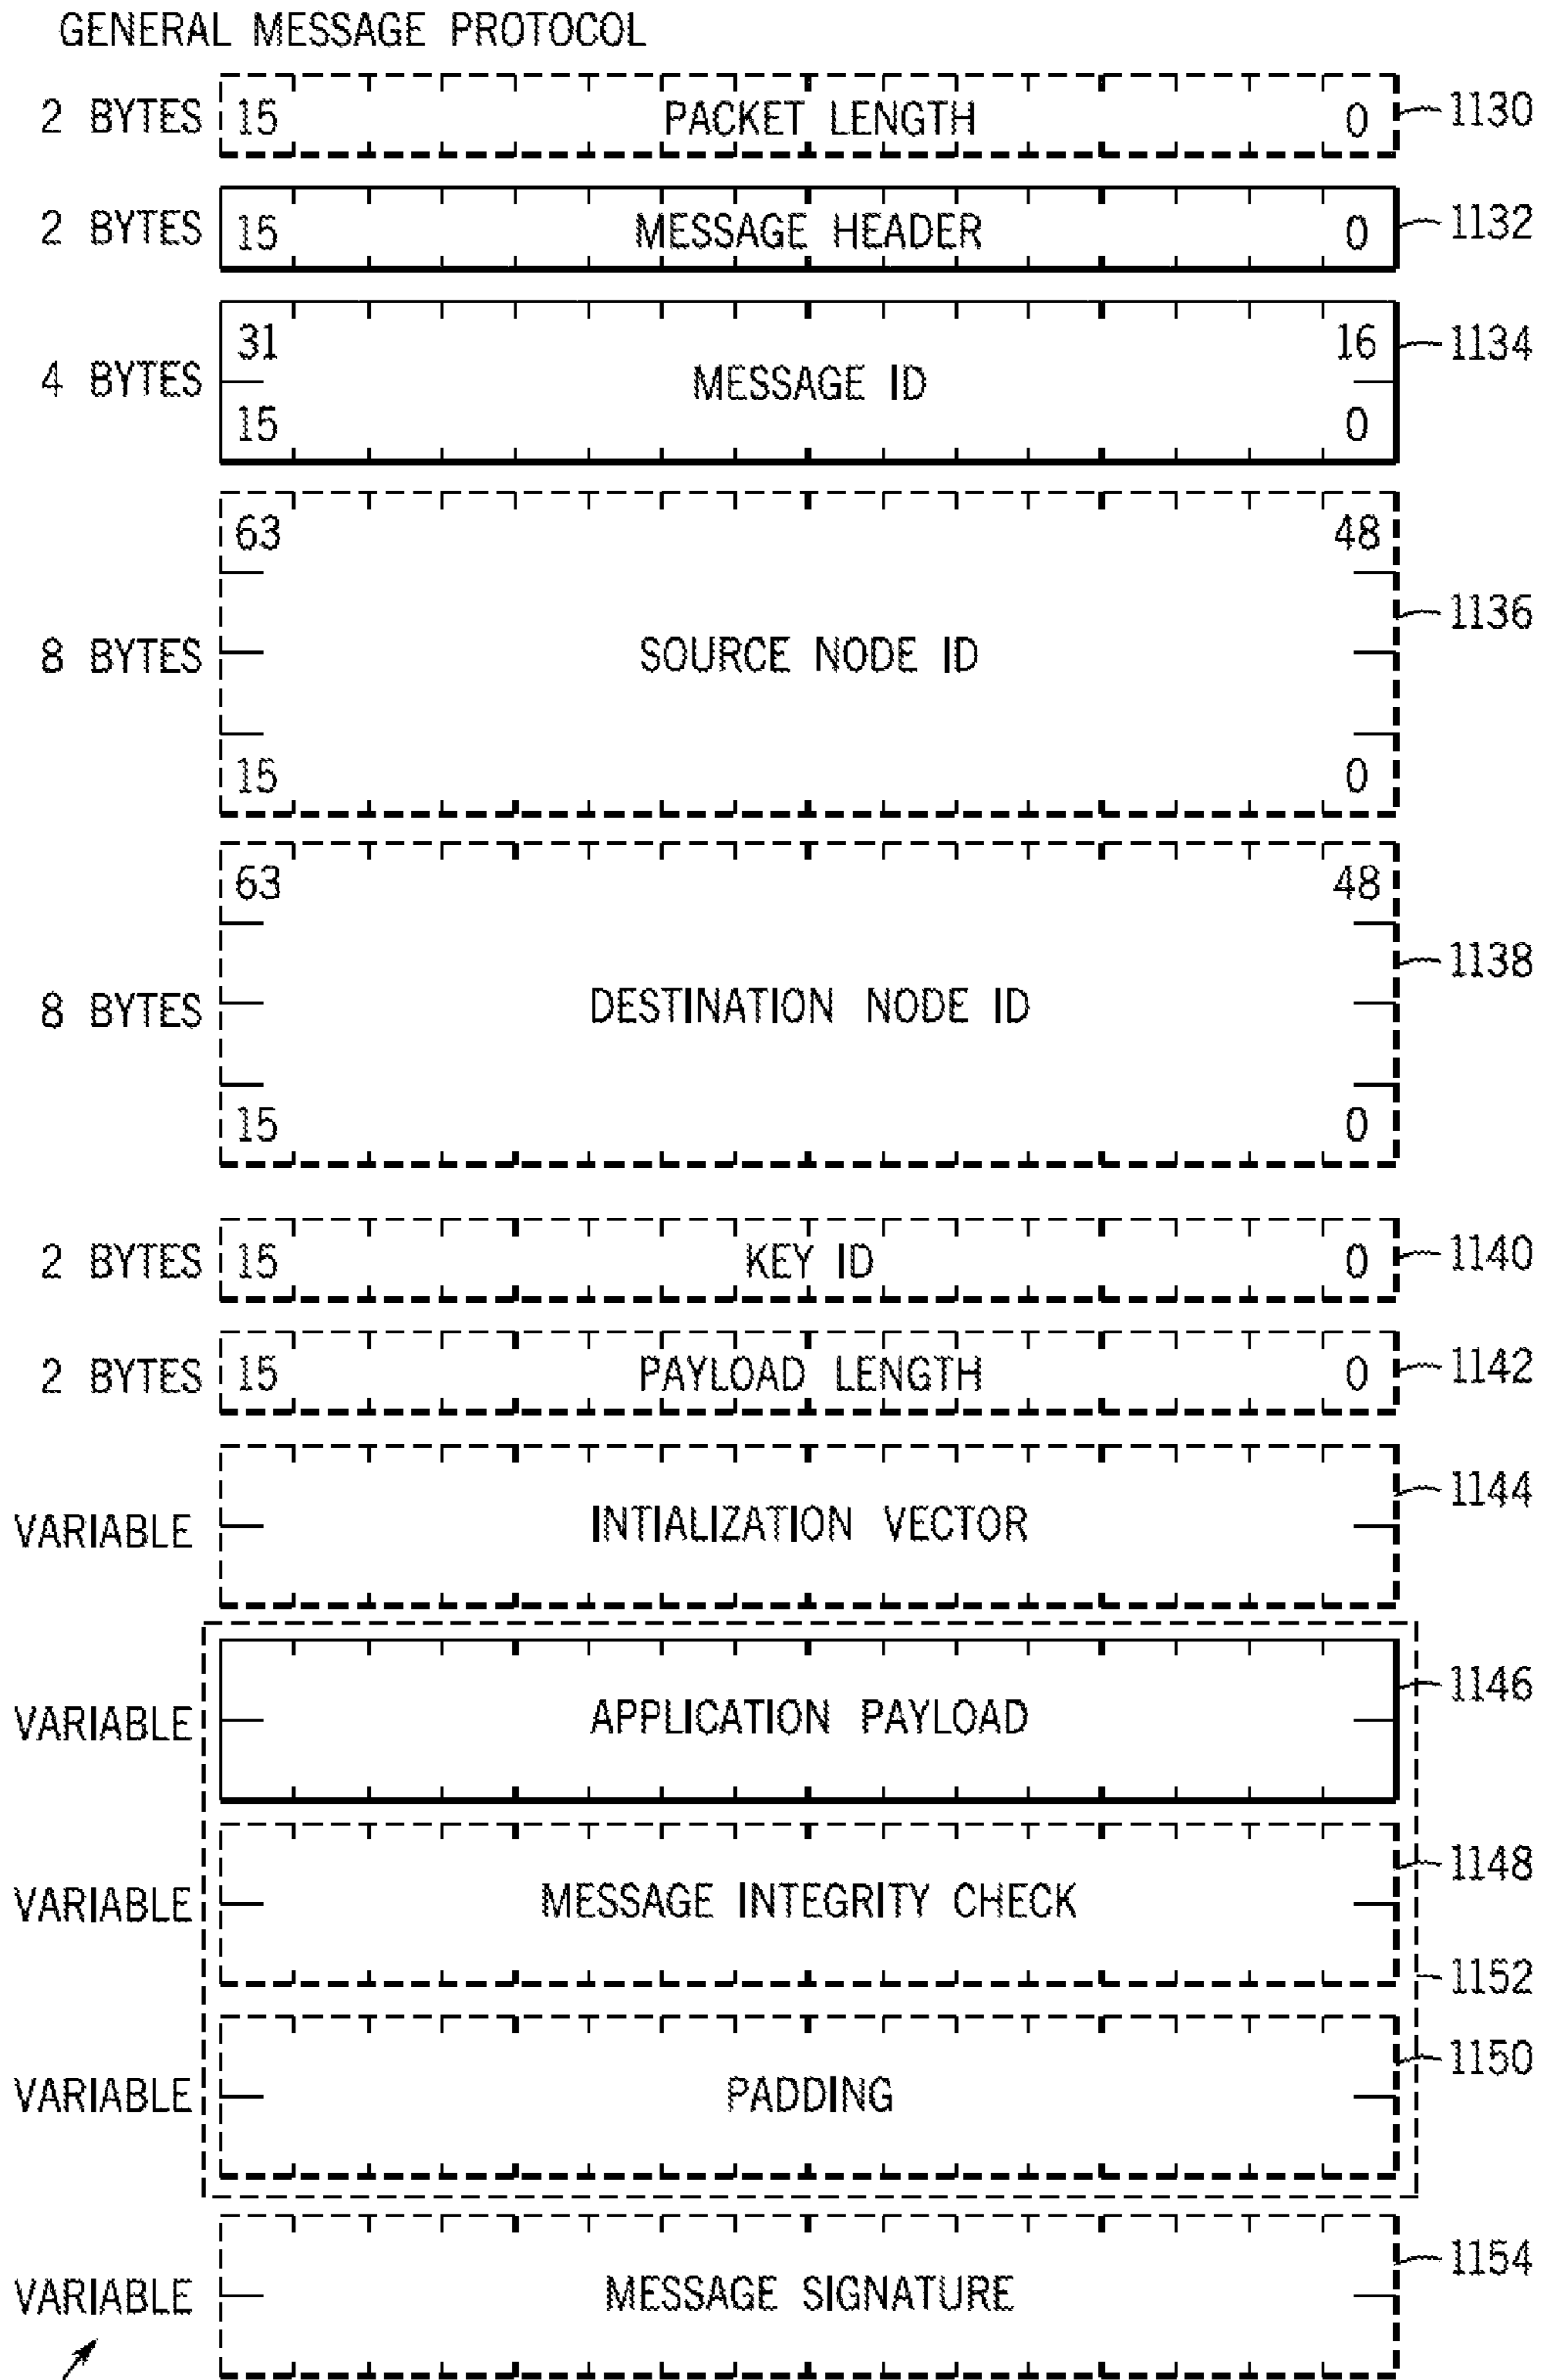 GENERAL MESSAGE PROTOCOL
2 BYTES 15 PACKET LENGTH 0 1130
2 BYTES 15 MESSAGE HEADER 0 1132
31 16 1134
4 BYTES MESSAGE ID
15 0
63 48
1136
8 BYTES SOURCE NODE ID
15 0
63 48
1138
8 BYTES DESTINATION NODE ID
15 0
2 BYTES 15 KEY ID 0 1140
2 BYTES 15 PAYLOAD LENGTH 0 1142
1144
VARIABLE INTIALIZATION VECTOR
1146
VARIABLE APPLICATION PAYLOAD
1148
VARIABLE MESSAGE INTEGRITY CHECK
1152
1150
VARIABLE PADDING
1154
VARIABLE MESSAGE SIGNATURE